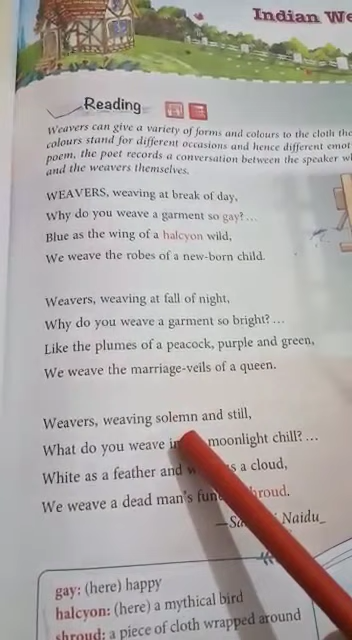 Indian We
Reading
Weavers can give a variety of forms and colours to the cloth the
colours stand for different occasions and hence different emot
poem, the poet records a conversation between the speaker w
and the weavers themselves.
WEAVERS, weaving at break of day,
Why do you weave a garment so gay?...
Blue as the wing of a halcyon wild,
We weave the robes of a new-born child.
Weavers, weaving at fall of night,
Why do you weave a garment so bright?...
Like the plumes of a peacock, purple and green,
We weave the marriage-veils of a queen.
Weavers, weaving solemn and still,
What do you weave in moonlight chill?...
White as a feather and w s a cloud,
We weave a dead man's fun hroud.
—Sa i Naidu
gay: (here) happy
halcyon: (here) a mythical bird
shroud: a piece of cloth wrapped around